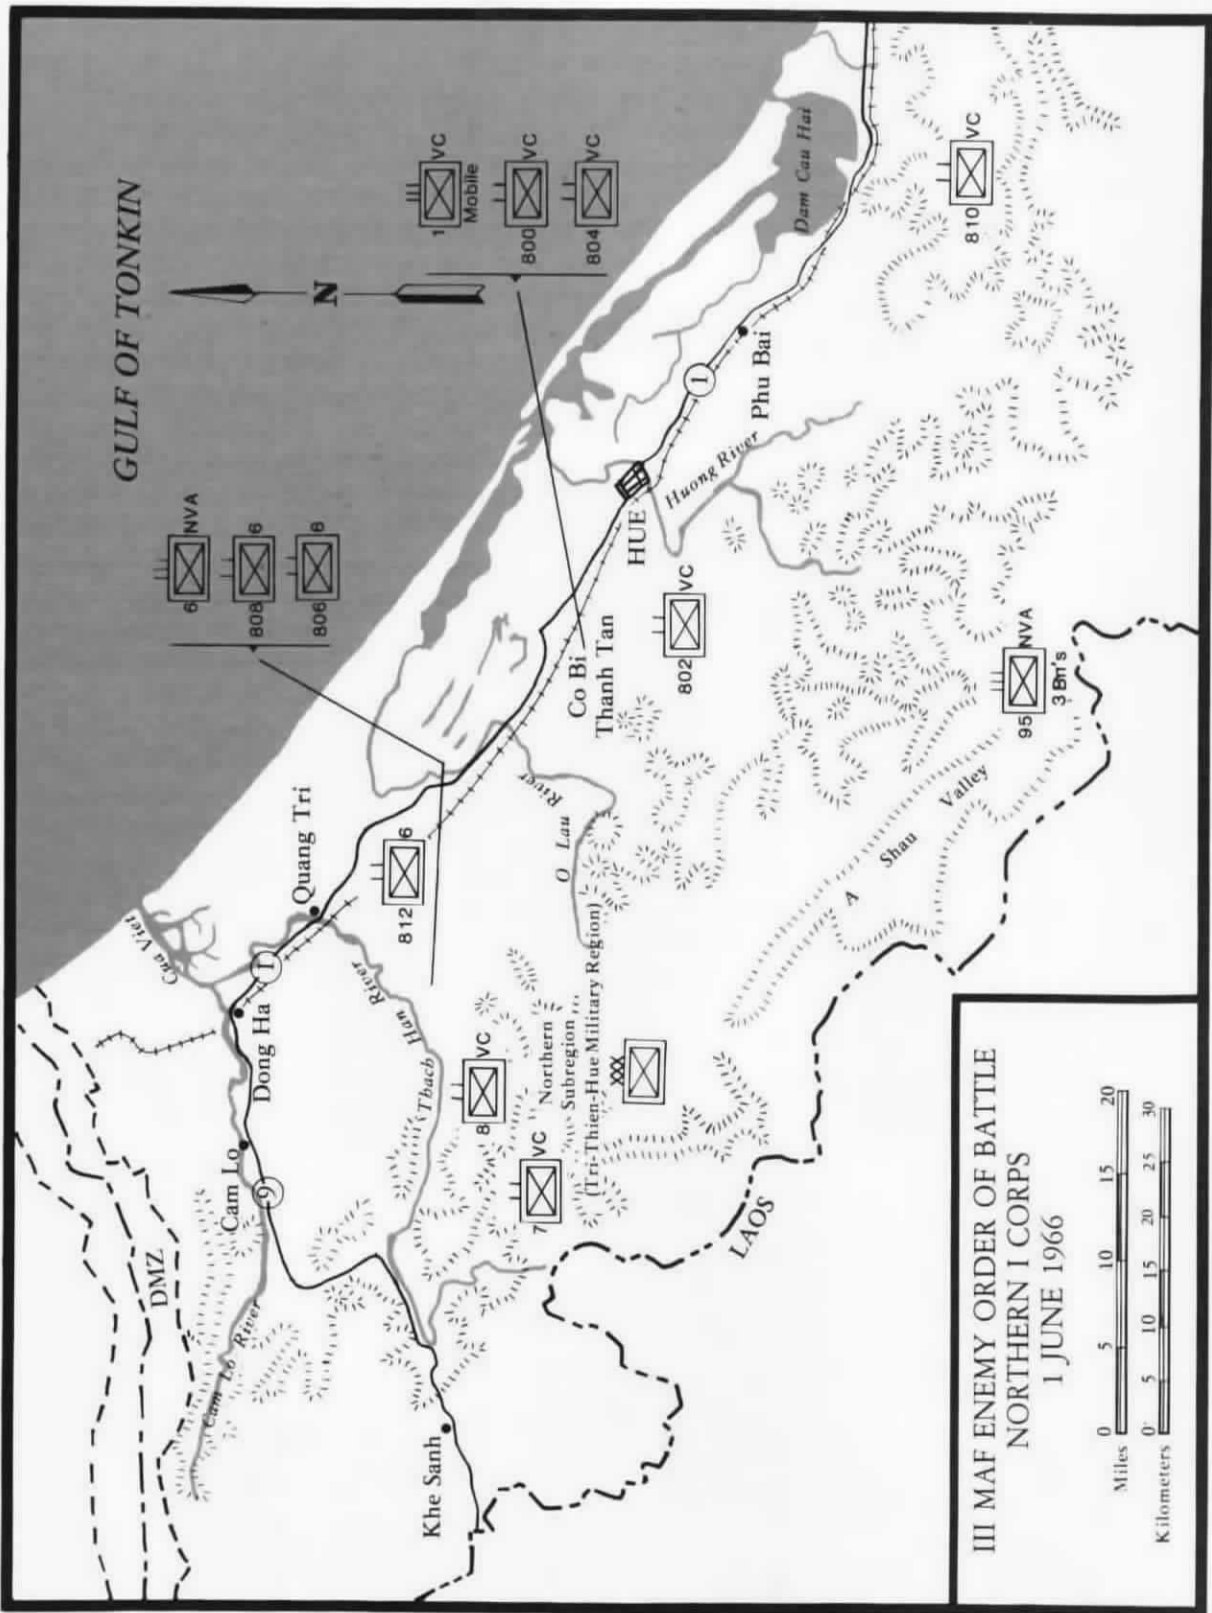 GULF OF TONKIN
N
DMZ
LAOS
Cua Viet
Cam Lo River
Cam Lo
9
Dong Ha
1
Quang Tri
Khe Sanh
Thach Han River
6 NVA
808 6
806 6
812 6
1 VC
Mobile
800 VC
804 VC
8 VC
7 VC
Northern
Subregion
(Tri-Thien-Hue Military Region)
O Lau River
Co Bi
Thanh Tan
802 VC
HUE
Huong River
1
Phu Bai
Dam Cau Hai
810 VC
A Shau Valley
95 NVA
3 Bn's
III MAF ENEMY ORDER OF BATTLE
NORTHERN I CORPS
1 JUNE 1966
Miles 0 5 10 15 20
Kilometers 0 5 10 15 20 25 30